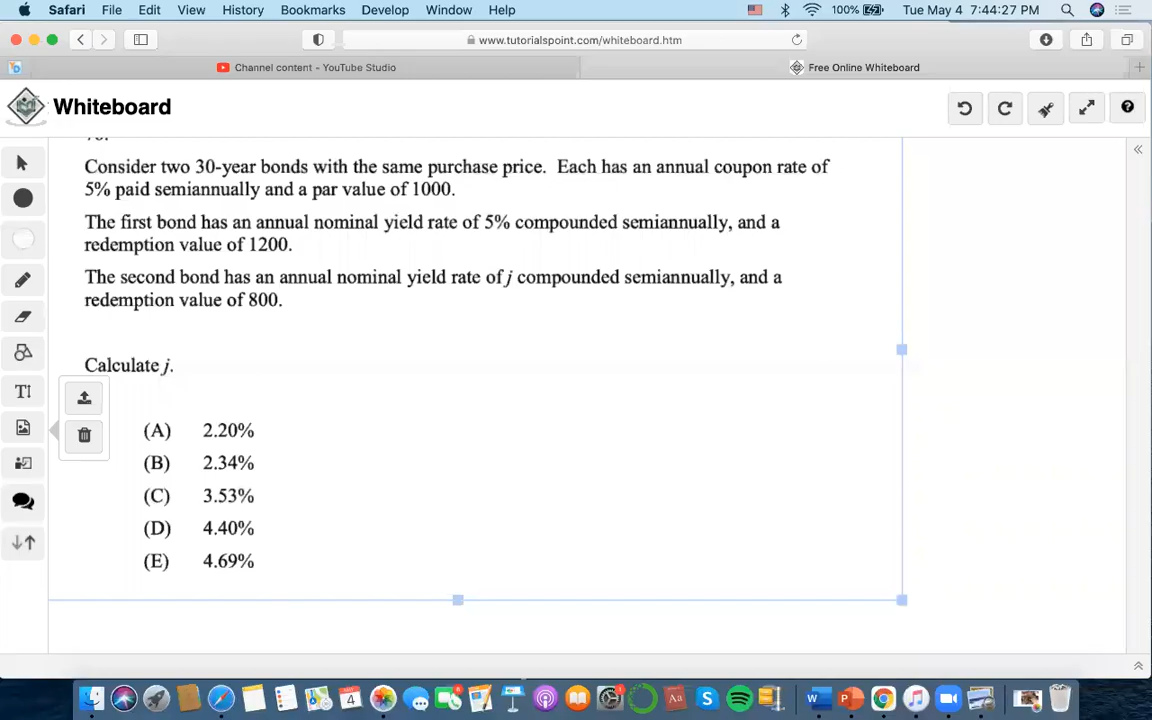 Safari File Edit View History Bookmarks Develop Window Help 100% Tue May 4 7:44:27 PM
www.tutorialspoint.com/whiteboard.htm
Channel content - YouTube Studio Free Online Whiteboard
Whiteboard
Consider two 30-year bonds with the same purchase price. Each has an annual coupon rate of
5% paid semiannually and a par value of 1000.
The first bond has an annual nominal yield rate of 5% compounded semiannually, and a
redemption value of 1200.
The second bond has an annual nominal yield rate of j compounded semiannually, and a
redemption value of 800.
Calculate j.
(A) 2.20%
(B) 2.34%
(C) 3.53%
(D) 4.40%
(E) 4.69%